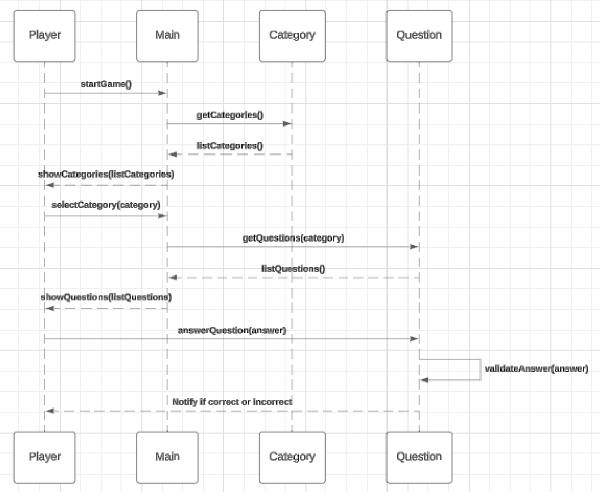 Player
Main
Category
Question
startGame()
getCategories()
listCategories()
showCategories(listCategories)
selectCategory(category)
getQuestions(category)
listQuestions()
showQuestions(listQuestions)
answerQuestion(answer)
validateAnswer(answer)
Notify if correct or incorrect
Player
Main
Category
Question